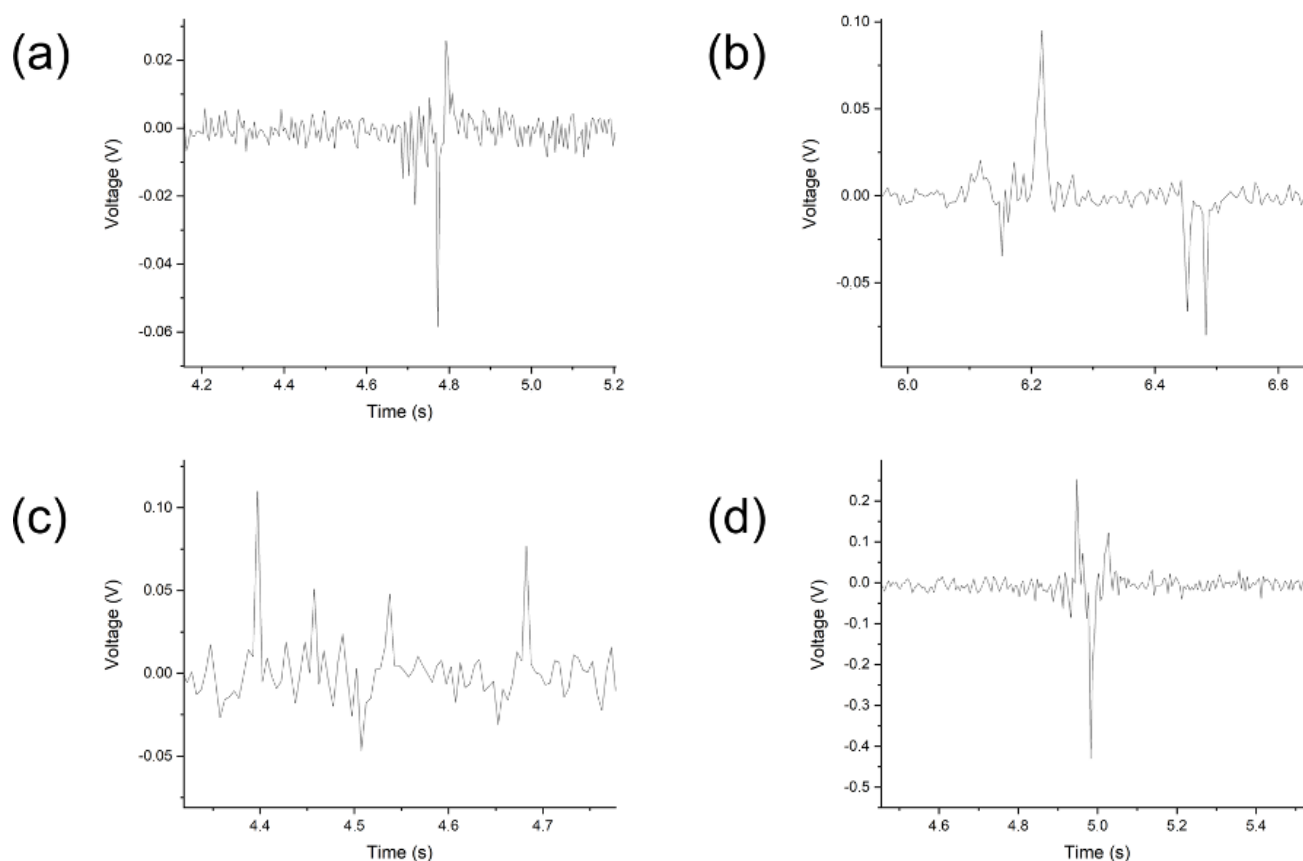 (a)
0.02
0.00
-0.02
-0.04
-0.06
Voltage (V)
4.2 4.4 4.6 4.8 5.0 5.2
Time (s)
(b)
0.10
0.05
0.00
-0.05
Voltage (V)
6.0 6.2 6.4 6.6
Time (s)
(c)
0.10
0.05
0.00
-0.05
Voltage (V)
4.4 4.5 4.6 4.7
Time (s)
(d)
0.2
0.1
0.0
-0.1
-0.2
-0.3
-0.4
-0.5
Voltage (V)
4.6 4.8 5.0 5.2 5.4
Time (s)